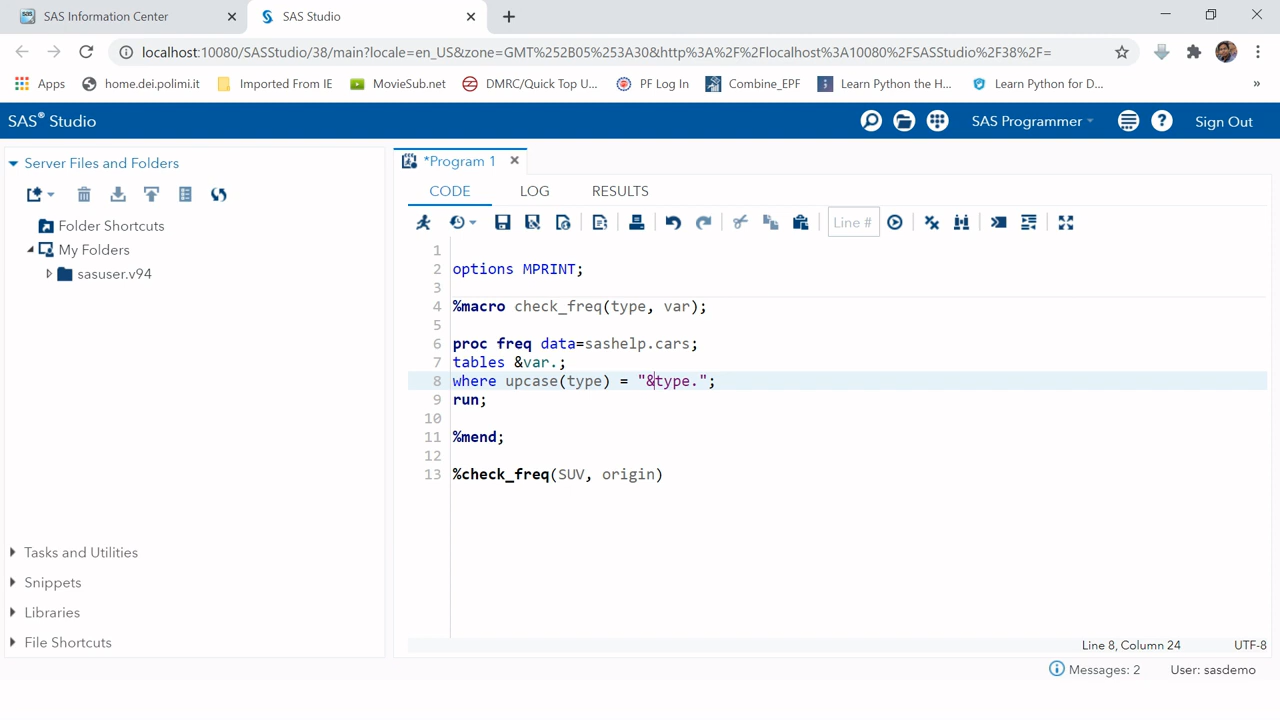 SAS Information Center
SAS Studio
localhost:10080/SASStudio/38/main?locale=en_US&zone=GMT%252B05%253A30&http%3A%2F%2Flocalhost%3A10080%2FSASStudio%2F38%2F=
Apps
home.dei.polimi.it
Imported From IE
MovieSub.net
DMRC/Quick Top U...
PF Log In
Combine_EPF
Learn Python the H...
Learn Python for D...
»
SAS® Studio
SAS Programmer
Sign Out
Server Files and Folders
Folder Shortcuts
My Folders
sasuser.v94
Tasks and Utilities
Snippets
Libraries
File Shortcuts
*Program 1
CODE LOG RESULTS
Line #
1
2 options MPRINT;
3
4 %macro check_freq(type, var);
5
6 proc freq data=sashelp.cars;
7 tables &var.;
8 where upcase(type) = "&type.";
9 run;
10
11 %mend;
12
13 %check_freq(SUV, origin)
Line 8, Column 24
UTF-8
Messages: 2
User: sasdemo